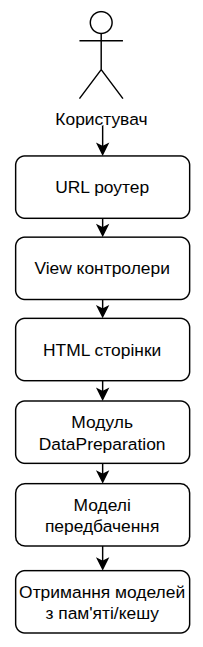 Користувач
URL роутер
View контролери
HTML сторінки
Модуль
DataPreparation
Моделі
передбачення
Отримання моделей
з пам'яті/кешу